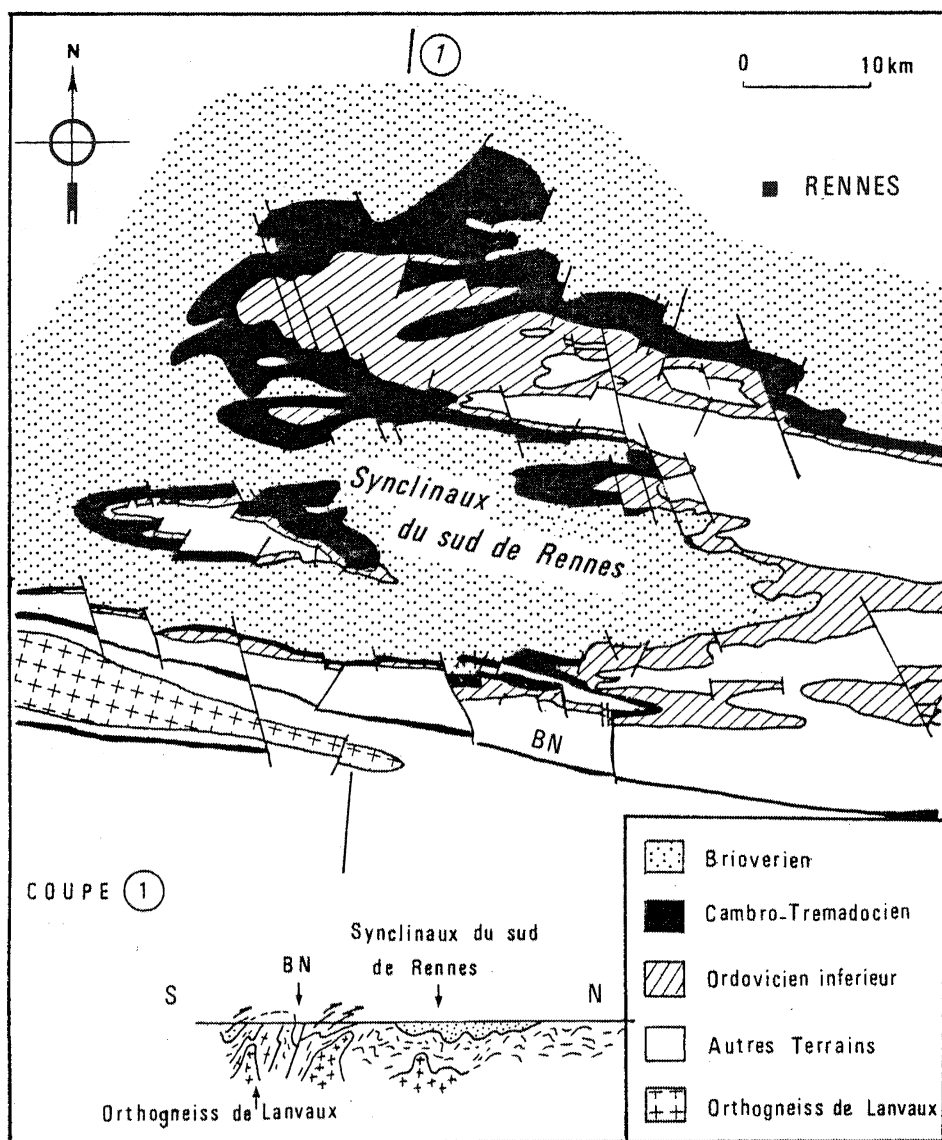 N
1
0 10km
RENNES
Synclinaux
du sud de Rennes
BN
COUPE 1
Synclinaux du sud
de Rennes
BN
S
N
Orthogneiss de Lanvaux
Brioverien
Cambro-Tremadocien
Ordovicien inferieur
Autres Terrains
Orthogneiss de Lanvaux